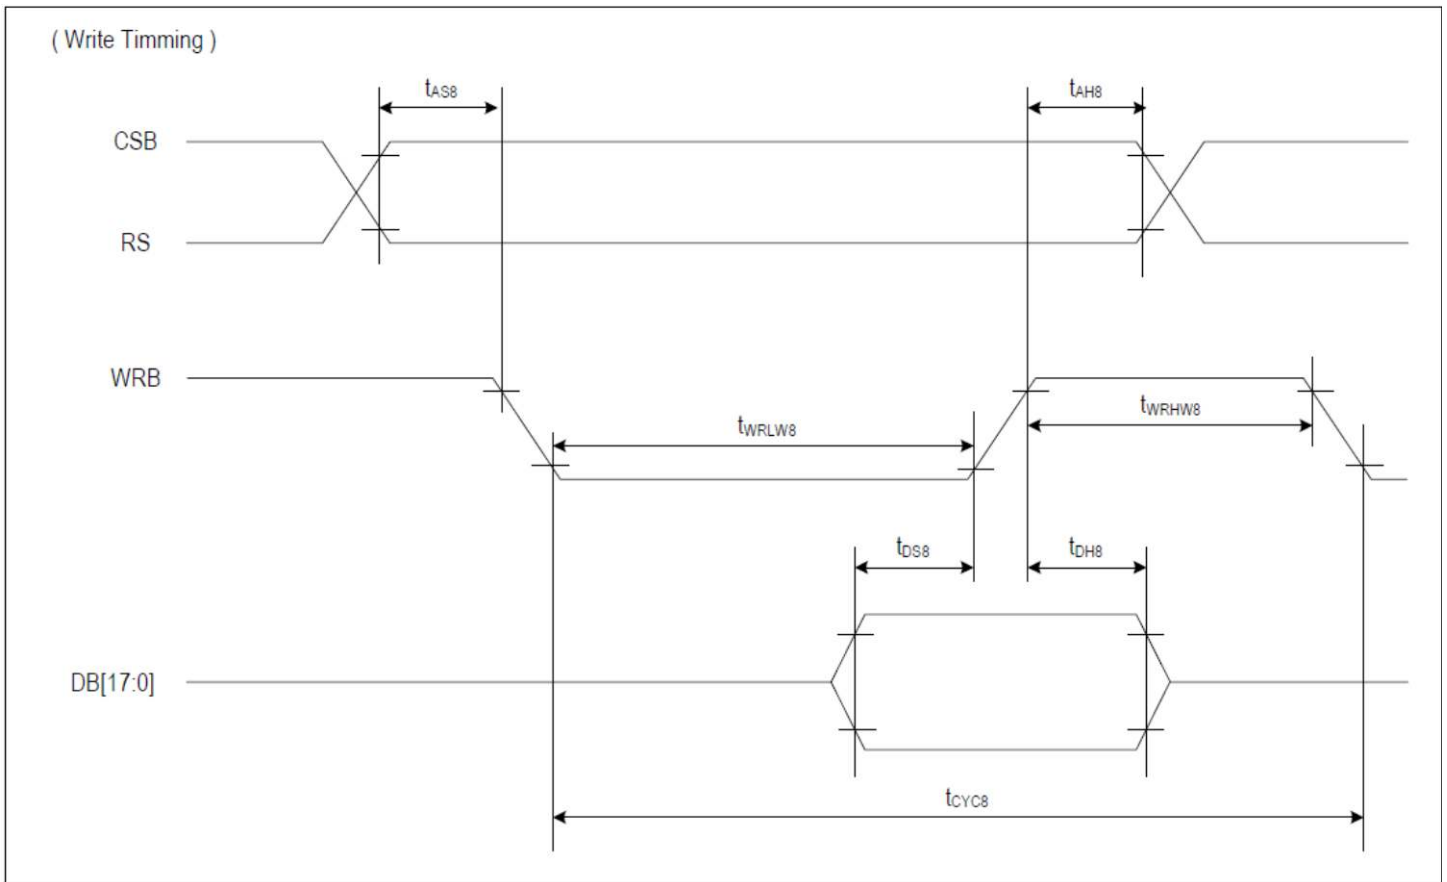 ( Write Timming )
tAS8
tAH8
CSB
RS
WRB
tWRLW8
tWRHW8
tDS8
tDH8
DB[17:0]
tCYC8